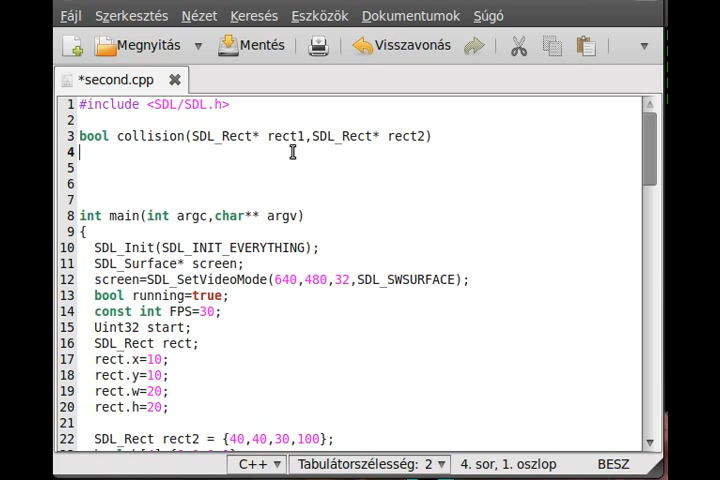 Fájl Szerkesztés Nézet Keresés Eszközök Dokumentumok Súgó
Megnyitás Mentés Visszavonás
*second.cpp
1 #include <SDL/SDL.h>
2
3 bool collision(SDL_Rect* rect1,SDL_Rect* rect2)
4
5
6
7
8 int main(int argc,char** argv)
9 {
10 SDL_Init(SDL_INIT_EVERYTHING);
11 SDL_Surface* screen;
12 screen=SDL_SetVideoMode(640,480,32,SDL_SWSURFACE);
13 bool running=true;
14 const int FPS=30;
15 Uint32 start;
16 SDL_Rect rect;
17 rect.x=10;
18 rect.y=10;
19 rect.w=20;
20 rect.h=20;
21
22 SDL_Rect rect2 = {40,40,30,100};
C++ Tabulátorszélesség: 2 4. sor, 1. oszlop BESZ